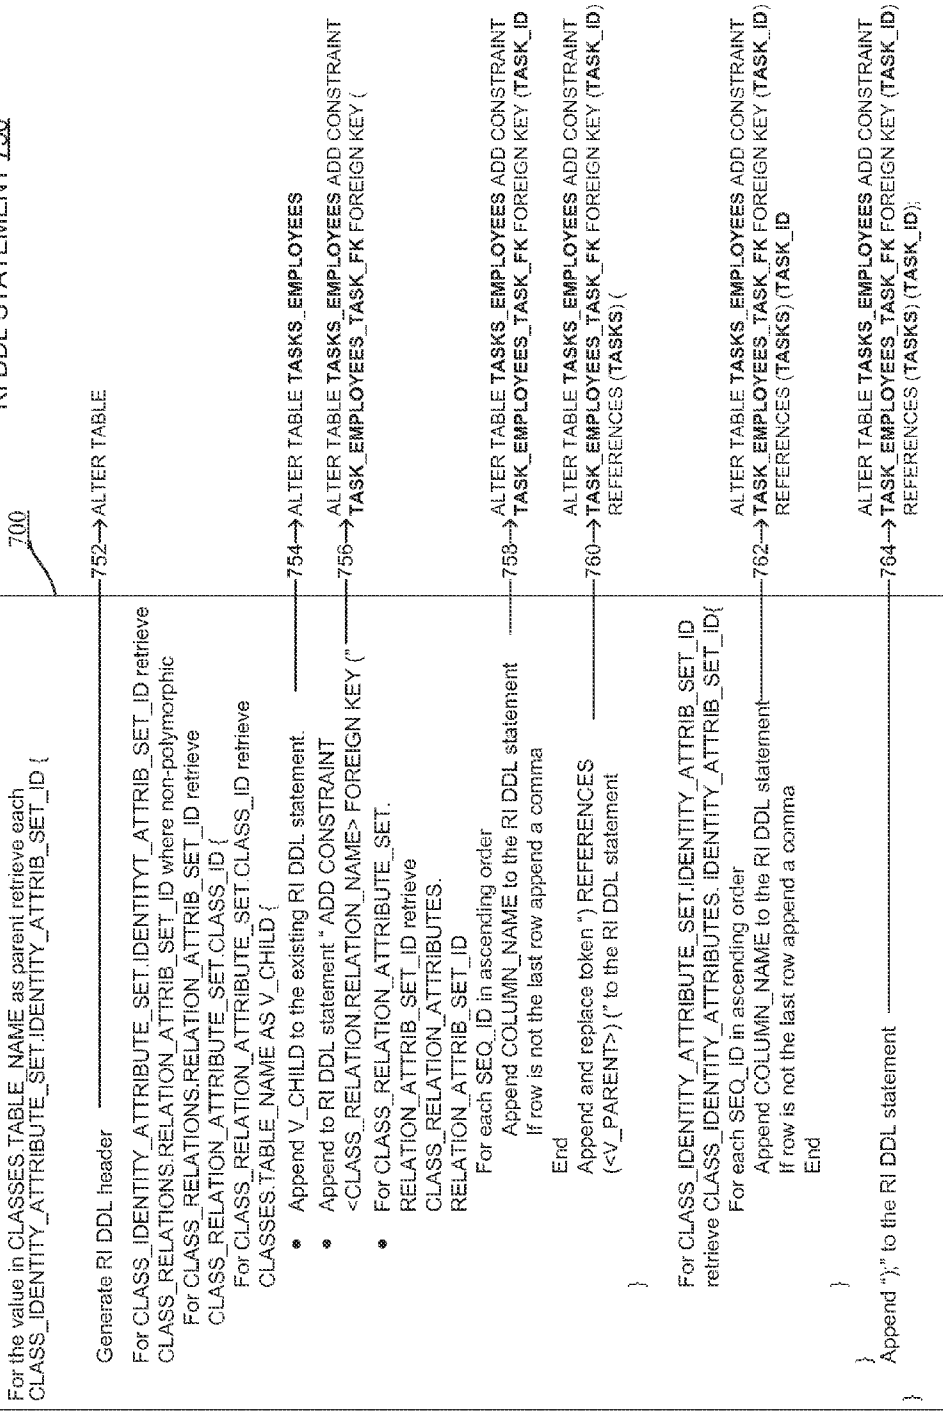 RI DDL STATEMENT 750
700
For the value in CLASSES.TABLE_NAME as parent retrieve each
CLASS_IDENTITY_ATTRIBUTE_SET.IDENTITY_ATTRIB_SET_ID {
Generate RI DDL header
752→ALTER TABLE
For CLASS_IDENTITY_ATTRIBUTE_SET.IDENTITYT_ATTRIB_SET_ID retrieve
CLASS_RELATIONS.RELATION_ATTRIB_SET_ID where non-polymorphic
For CLASS_RELATIONS.RELATION_ATTRIB_SET_ID retrieve
CLASS_RELATION_ATTRIBUTE_SET.CLASS_ID {
For CLASS_RELATION_ATTRIBUTE_SET.CLASS_ID retrieve
CLASSES.TABLE_NAME AS V_CHILD {
• Append V_CHILD to the existing RI DDL statement.
754→ALTER TABLE TASKS_EMPLOYEES
• Append to RI DDL statement " ADD CONSTRAINT
<CLASS_RELATION.RELATION_NAME> FOREIGN KEY ("
756→
ALTER TABLE TASKS_EMPLOYEES ADD CONSTRAINT
TASK_EMPLOYEES_TASK_FK FOREIGN KEY (
• For CLASS_RELATION_ATTRIBUTE_SET.
RELATION_ATTRIB_SET_ID retrieve
CLASS_RELATION_ATTRIBUTES.
RELATION_ATTRIB_SET_ID
For each SEQ_ID in ascending order
Append COLUMN_NAME to the RI DDL statement
758→
ALTER TABLE TASKS_EMPLOYEES ADD CONSTRAINT
TASK_EMPLOYEES_TASK_FK FOREIGN KEY (TASK_ID)
If row is not the last row append a comma
End
Append and replace token ") REFERENCES
(<V_PARENT>) (" to the RI DDL statement
760→
ALTER TABLE TASKS_EMPLOYEES ADD CONSTRAINT
TASK_EMPLOYEES_TASK_FK FOREIGN KEY (TASK_ID)
REFERENCES (TASKS) (
}
For CLASS_IDENTITY_ATTRIBUTE_SET.IDENTITY_ATTRIB_SET_ID
retrieve CLASS_IDENTITY_ATTRIBUTES. IDENTITY_ATTRIB_SET_ID{
For each SEQ_ID in ascending order
Append COLUMN_NAME to the RI DDL statement
762→
ALTER TABLE TASKS_EMPLOYEES ADD CONSTRAINT
TASK_EMPLOYEES_TASK_FK FOREIGN KEY (TASK_ID)
REFERENCES (TASKS) (TASK_ID
If row is not the last row append a comma
End
}
}
Append ");" to the RI DDL statement
764→
ALTER TABLE TASKS_EMPLOYEES ADD CONSTRAINT
TASK_EMPLOYEES_TASK_FK FOREIGN KEY (TASK_ID)
REFERENCES (TASKS) (TASK_ID);
}